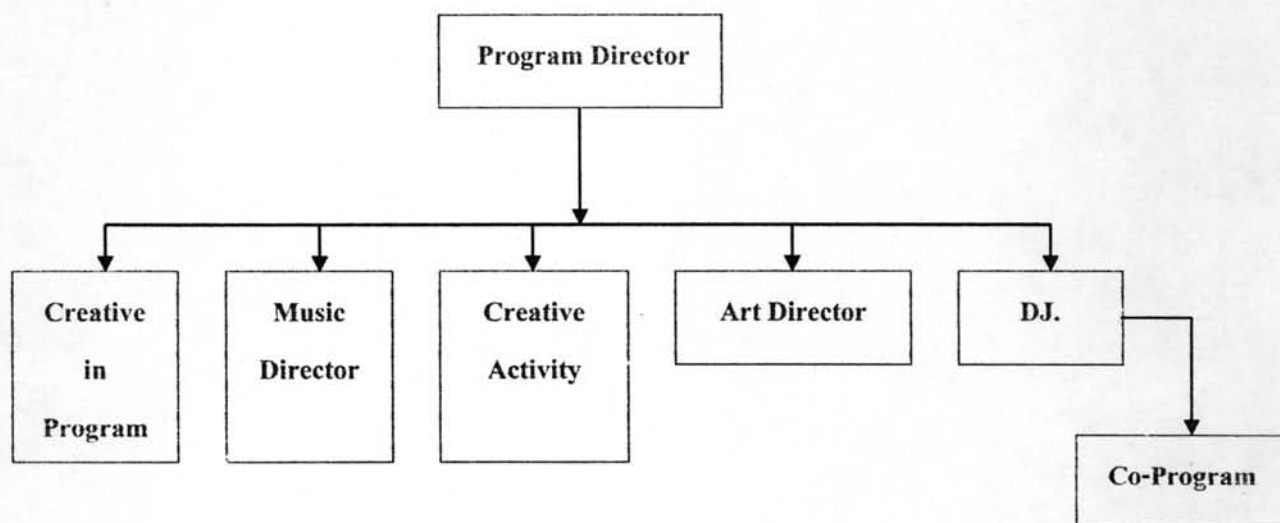 Program Director
Creative
in
Program
Music
Director
Creative
Activity
Art Director
DJ.
Co-Program